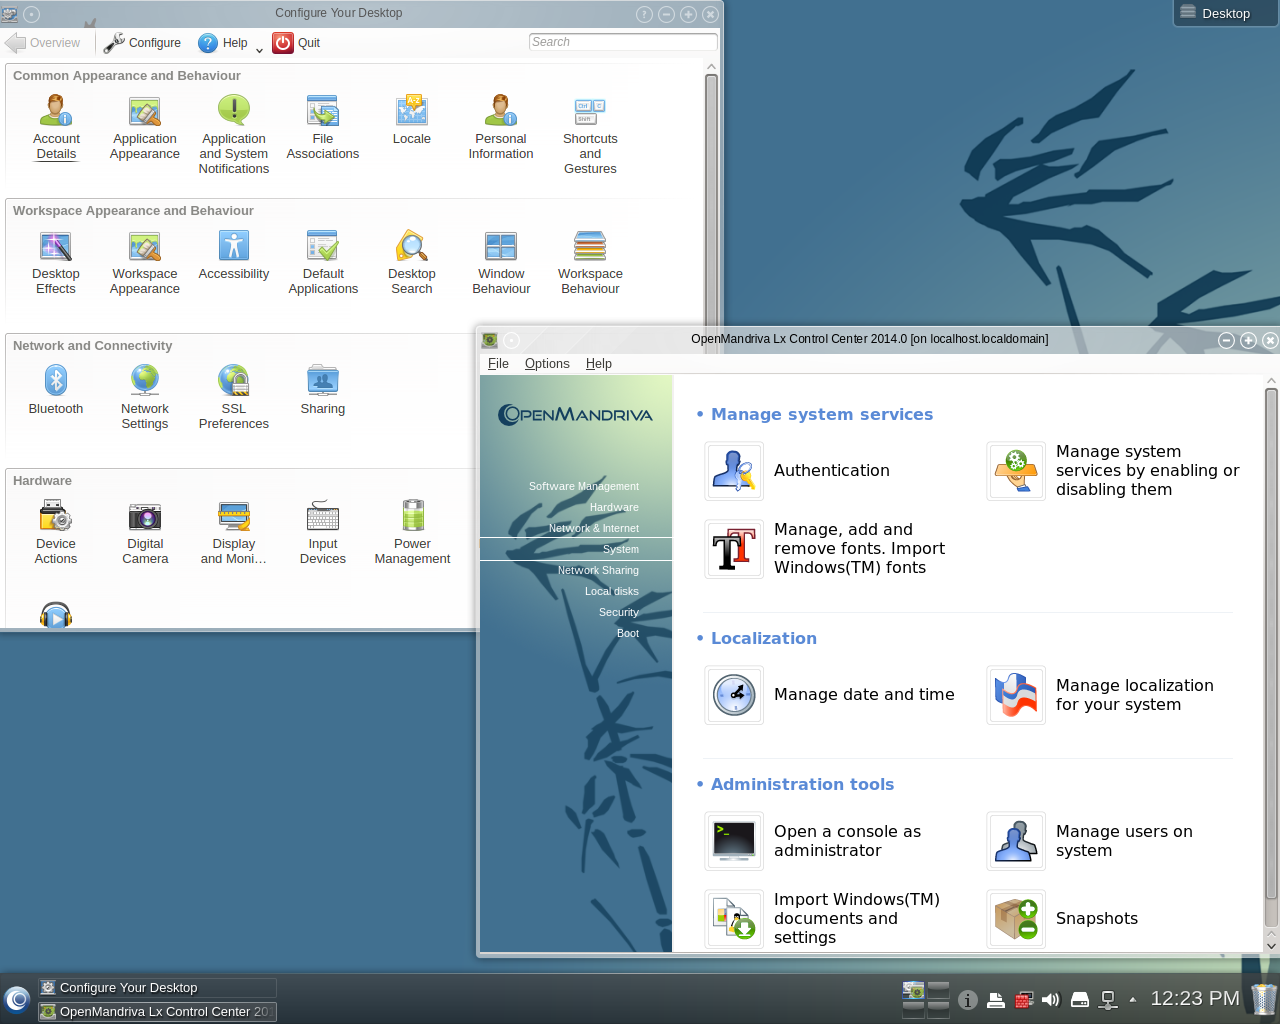 Configure Your Desktop
Desktop
Overview
Configure
Help
Quit
Search
Common Appearance and Behaviour
Account
Details
Application
Appearance
Application
and System
Notifications
File
Associations
Locale
Personal
Information
Shortcuts
and
Gestures
Workspace Appearance and Behaviour
Desktop
Effects
Workspace
Appearance
Accessibility
Default
Applications
Desktop
Search
Window
Behaviour
Workspace
Behaviour
Network and Connectivity
Bluetooth
Network
Settings
SSL
Preferences
Sharing
Hardware
Device
Actions
Digital
Camera
Display
and Moni...
Input
Devices
Power
Management
OpenMandriva Lx Control Center 2014.0 [on localhost.localdomain]
File
Options
Help
OpenMandriva
Software Management
Hardware
Network & Internet
System
Network Sharing
Local disks
Security
Boot
• Manage system services
Authentication
Manage system
services by enabling or
disabling them
Manage, add and
remove fonts. Import
Windows(TM) fonts
• Localization
Manage date and time
Manage localization
for your system
• Administration tools
Open a console as
administrator
Manage users on
system
Import Windows(TM)
documents and
settings
Snapshots
Configure Your Desktop
OpenMandriva Lx Control Center 201
12:23 PM